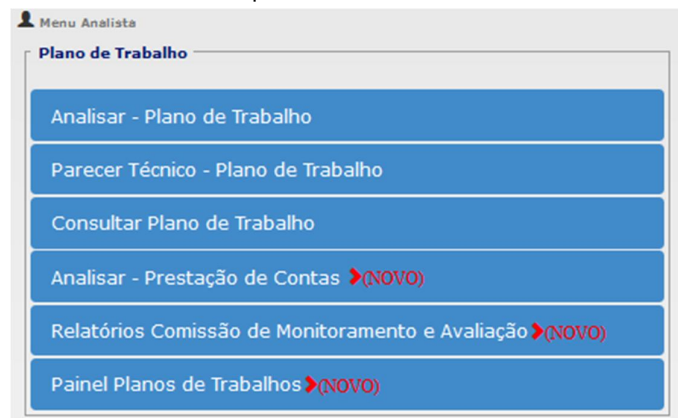 Menu Analista
Plano de Trabalho
Analisar - Plano de Trabalho
Parecer Técnico - Plano de Trabalho
Consultar Plano de Trabalho
Analisar - Prestação de Contas (NOVO)
Relatórios Comissão de Monitoramento e Avaliação (NOVO)
Painel Planos de Trabalhos (NOVO)